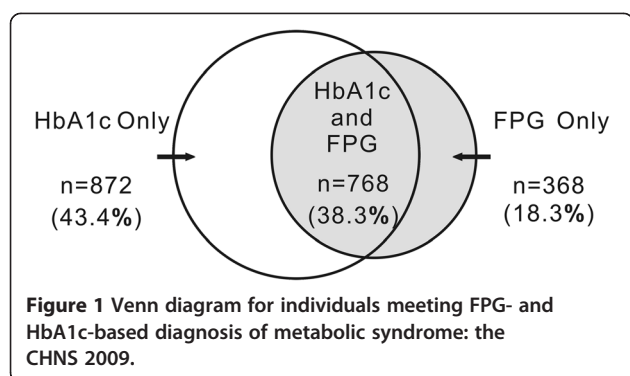 HbA1c Only
n=872
(43.4%)
HbA1c
and
FPG
n=768
(38.3%)
FPG Only
n=368
(18.3%)
Figure 1 Venn diagram for individuals meeting FPG- and
HbA1c-based diagnosis of metabolic syndrome: the
CHNS 2009.